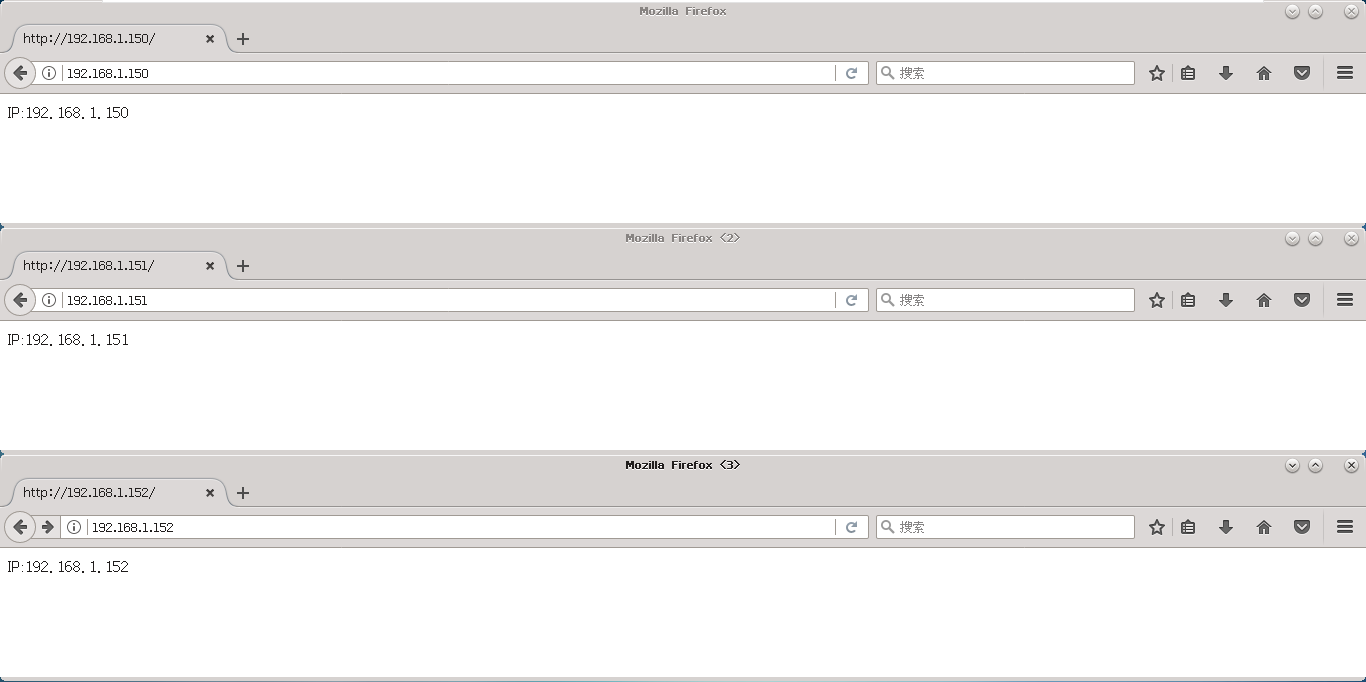 Mozilla Firefox
http://192.168.1.150/
192.168.1.150
搜索
IP:192.168.1.150
Mozilla Firefox <2>
http://192.168.1.151/
192.168.1.151
搜索
IP:192.168.1.151
Mozilla Firefox <3>
http://192.168.1.152/
192.168.1.152
搜索
IP:192.168.1.152